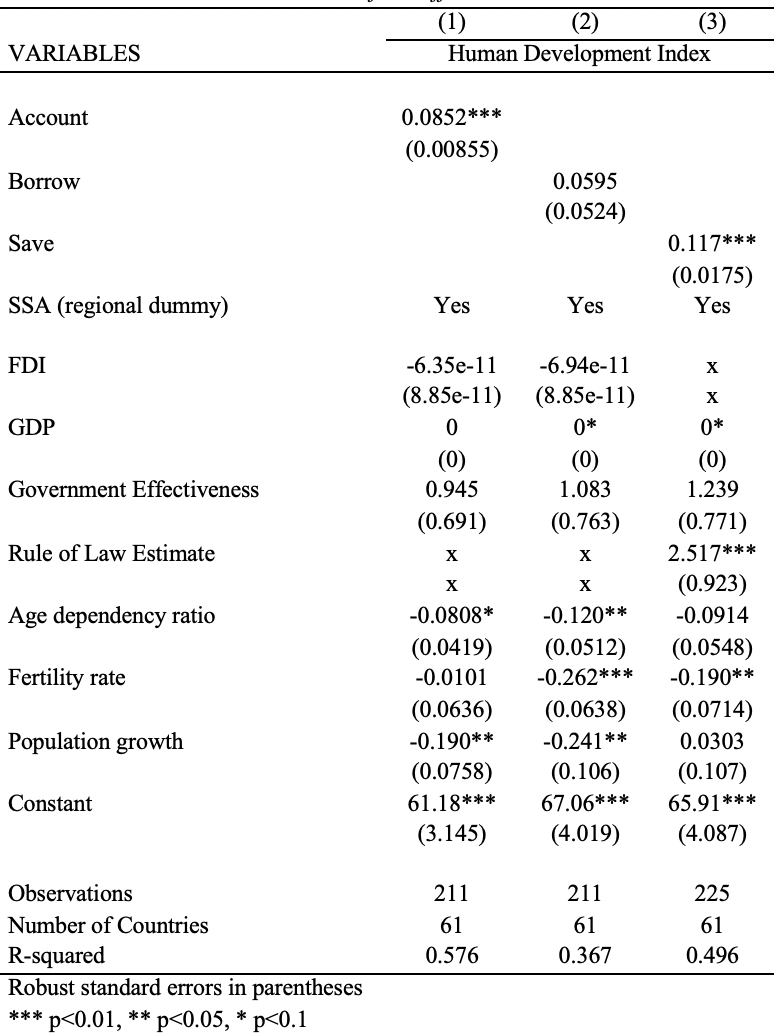 (1) (2) (3)
VARIABLES Human Development Index
Account 0.0852***
(0.00855)
Borrow 0.0595
(0.0524)
Save 0.117***
(0.0175)
SSA (regional dummy) Yes Yes Yes
FDI -6.35e-11 -6.94e-11 x
(8.85e-11) (8.85e-11) x
GDP 0 0* 0*
(0) (0) (0)
Government Effectiveness 0.945 1.083 1.239
(0.691) (0.763) (0.771)
Rule of Law Estimate x x 2.517***
x x (0.923)
Age dependency ratio -0.0808* -0.120** -0.0914
(0.0419) (0.0512) (0.0548)
Fertility rate -0.0101 -0.262*** -0.190**
(0.0636) (0.0638) (0.0714)
Population growth -0.190** -0.241** 0.0303
(0.0758) (0.106) (0.107)
Constant 61.18*** 67.06*** 65.91***
(3.145) (4.019) (4.087)
Observations 211 211 225
Number of Countries 61 61 61
R-squared 0.576 0.367 0.496
Robust standard errors in parentheses
*** p<0.01, ** p<0.05, * p<0.1